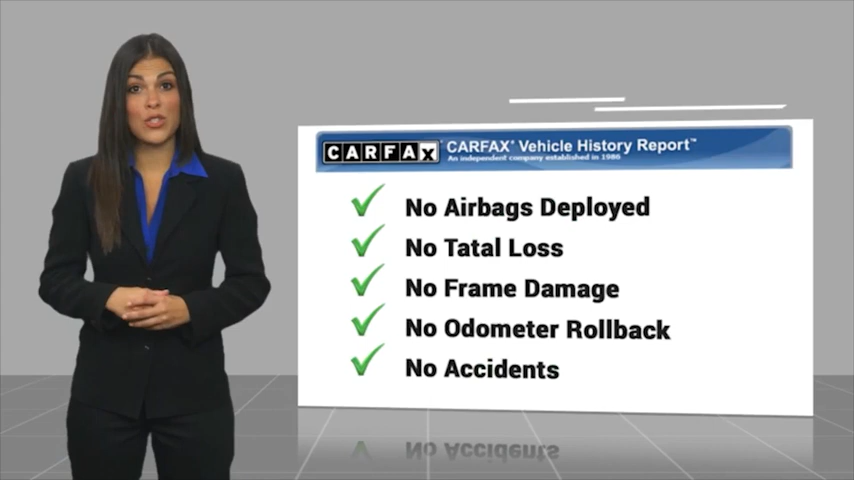 CARFAX CARFAX® Vehicle History Report™
An independent company established in 1986
No Airbags Deployed
No Tatal Loss
No Frame Damage
No Odometer Rollback
No Accidents
No Accidents